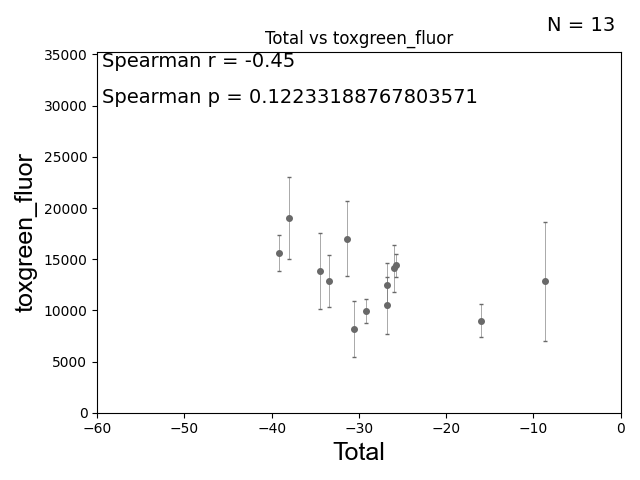 N = 13
Total vs toxgreen_fluor
Spearman r = -0.45
Spearman p = 0.12233188767803571
toxgreen_fluor
35000
30000
25000
20000
15000
10000
5000
0
−60 −50 −40 −30 −20 −10 0
Total